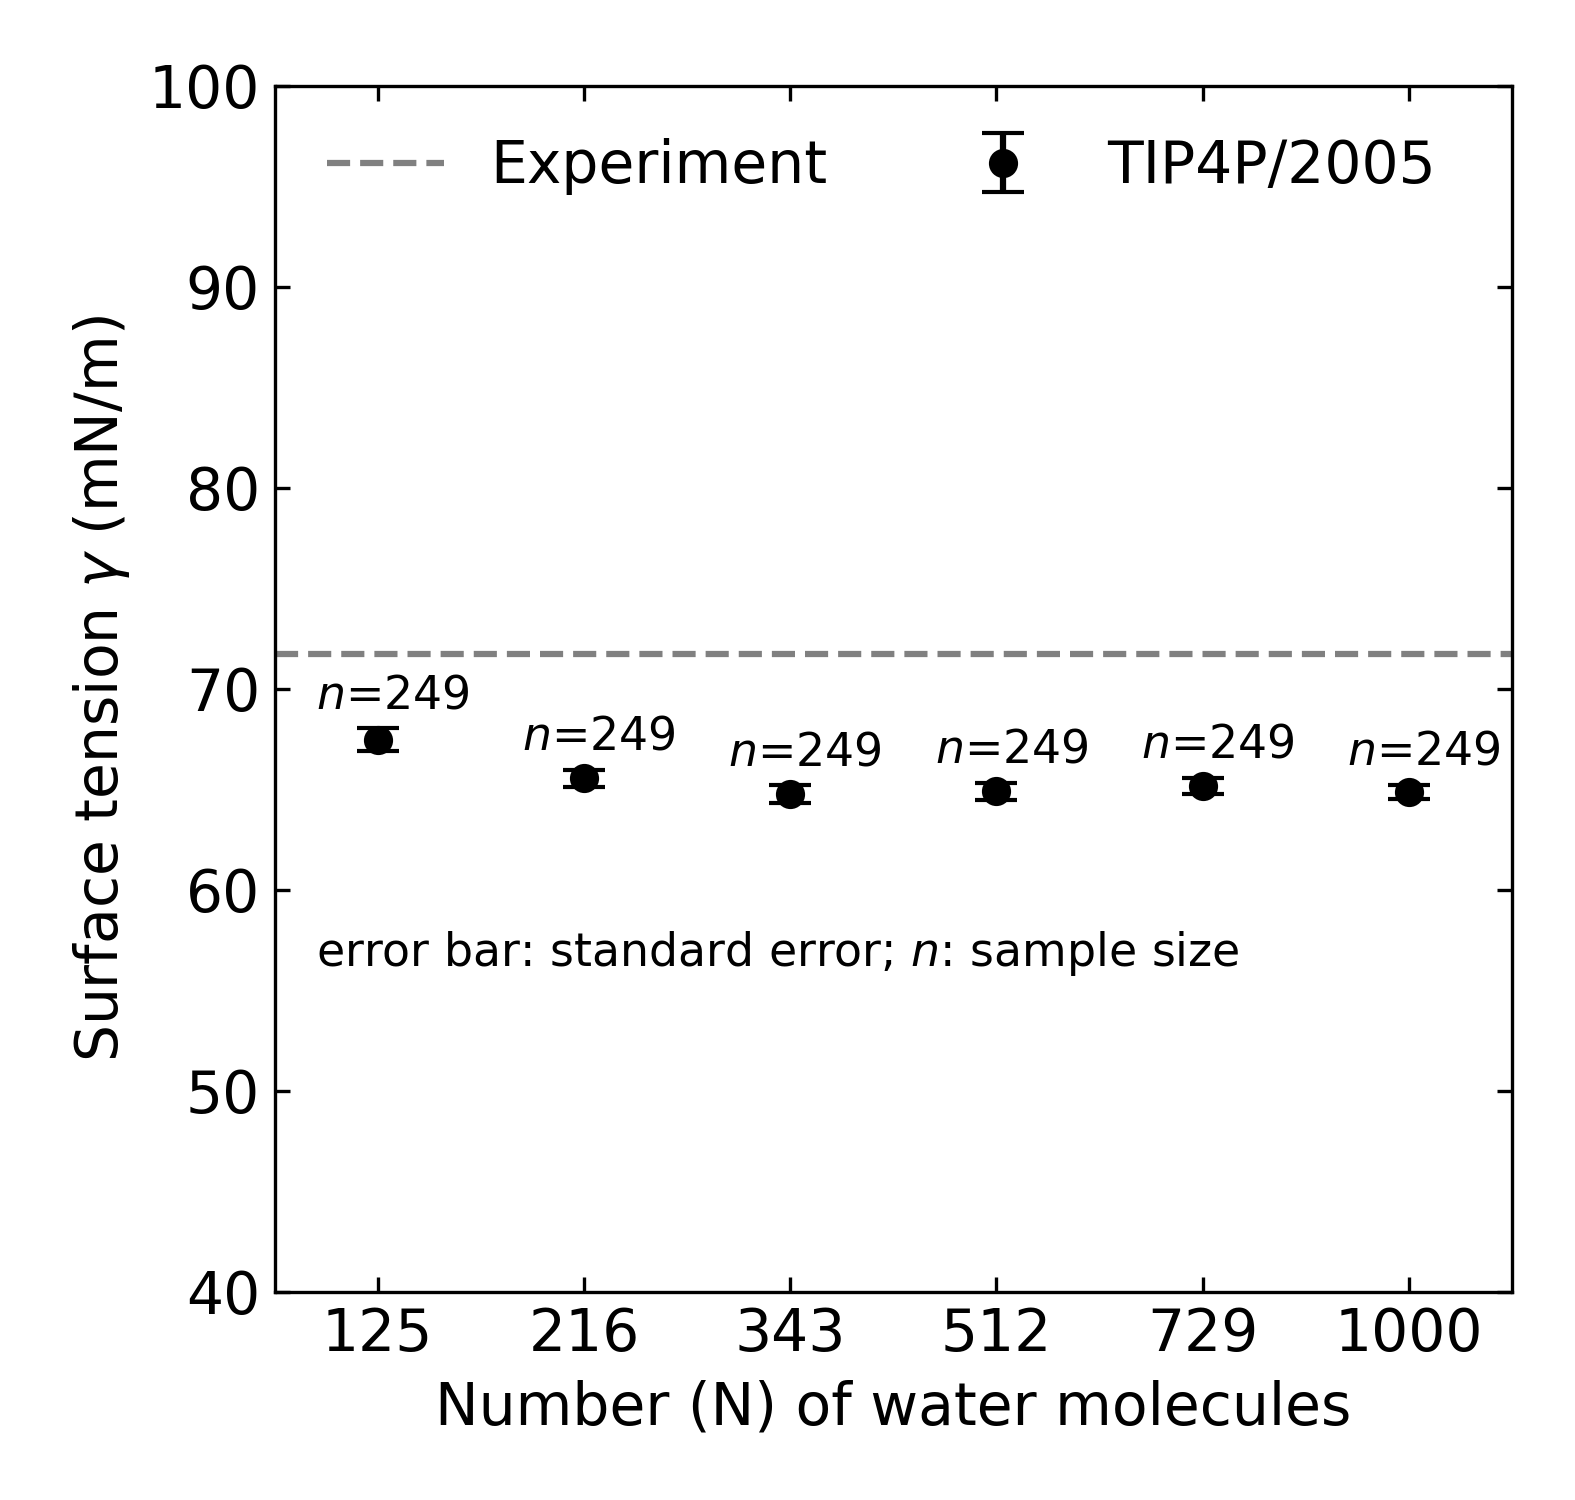 100
Experiment
TIP4P/2005
90
80
70
60
50
40
Surface tension γ (mN/m)
n=249
n=249
n=249
n=249
n=249
n=249
error bar: standard error; n: sample size
125 216 343 512 729 1000
Number (N) of water molecules